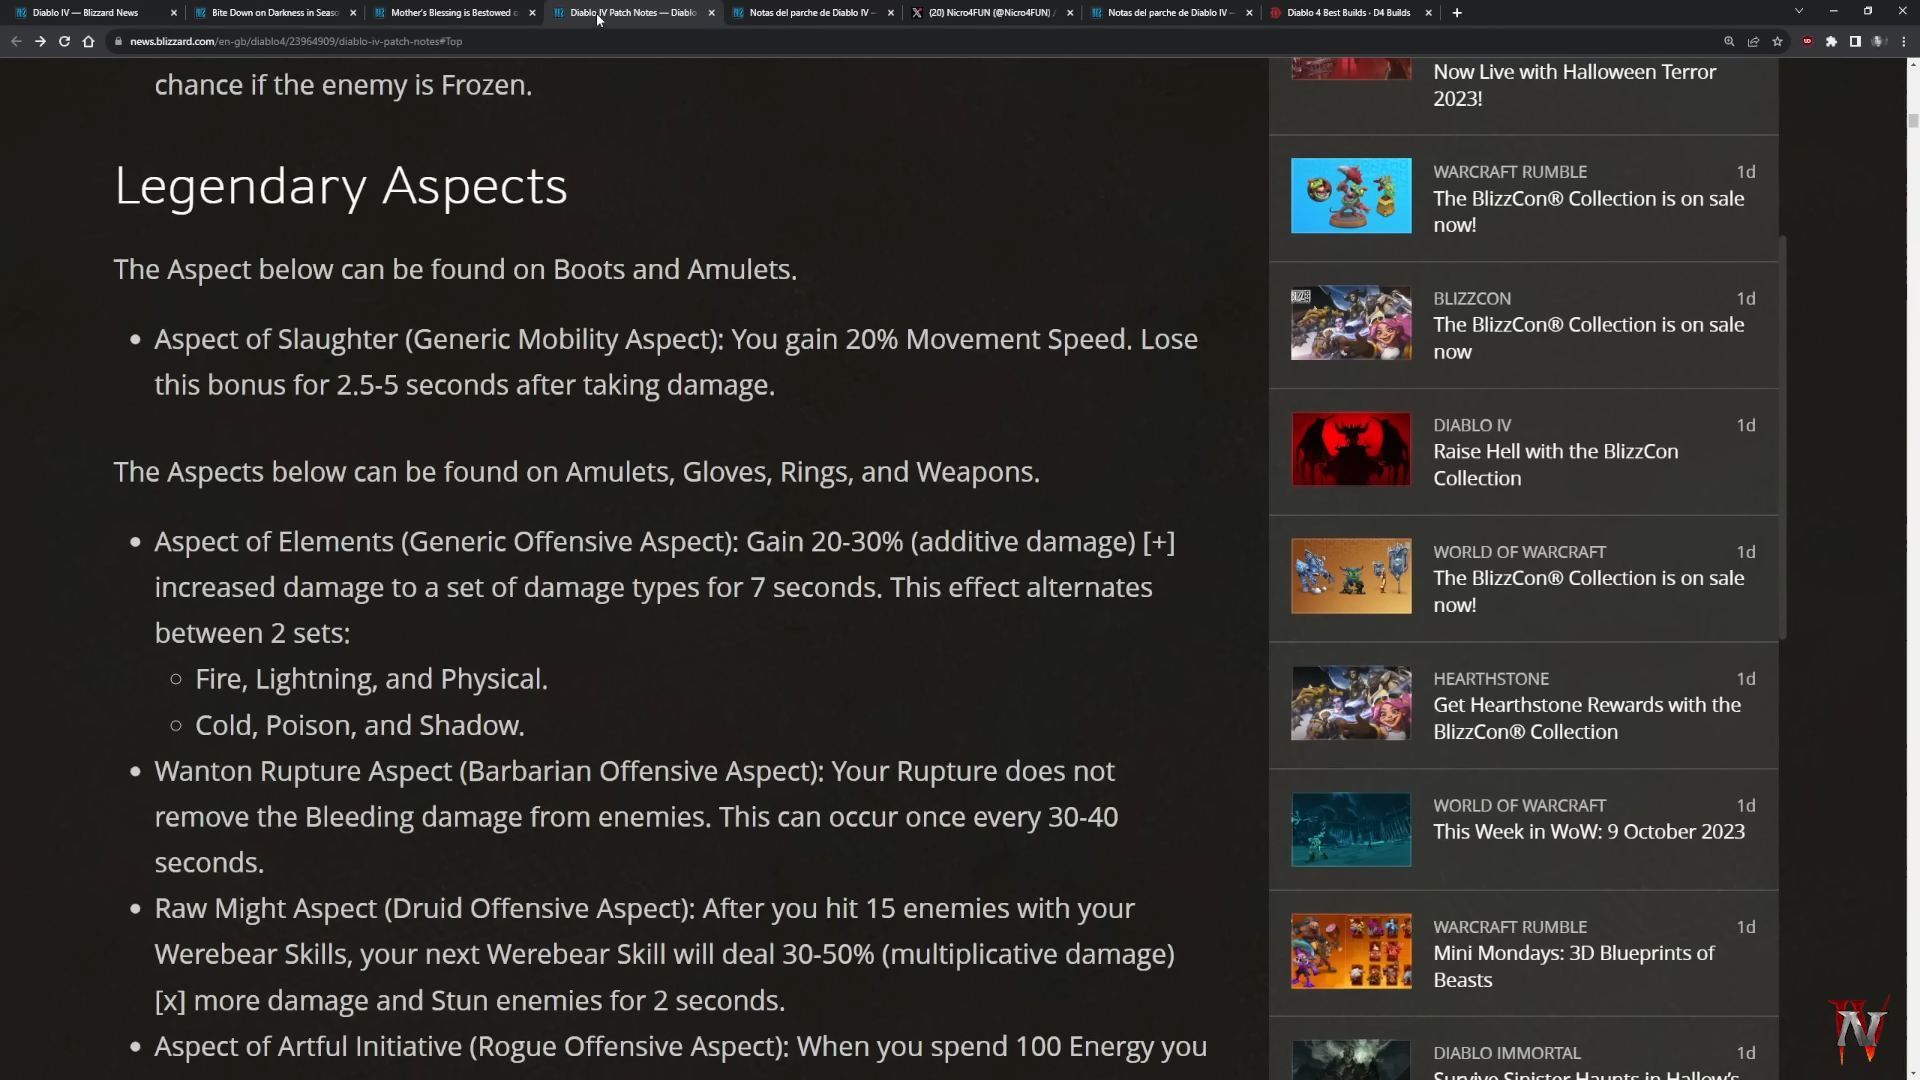 Diablo IV — Blizzard News
Bite Down on Darkness in Seaso
Mother's Blessing is Bestowed o
Diablo IV Patch Notes — Diablo
Notas del parche de Diablo IV –
(20) Nicro4FUN (@Nicro4FUN) /
Notas del parche de Diablo IV –
Diablo 4 Best Builds · D4 Builds
news.blizzard.com/en-gb/diablo4/23964909/diablo-iv-patch-notes#Top
chance if the enemy is Frozen.
Legendary Aspects
The Aspect below can be found on Boots and Amulets.
• Aspect of Slaughter (Generic Mobility Aspect): You gain 20% Movement Speed. Lose
this bonus for 2.5-5 seconds after taking damage.
The Aspects below can be found on Amulets, Gloves, Rings, and Weapons.
• Aspect of Elements (Generic Offensive Aspect): Gain 20-30% (additive damage) [+]
increased damage to a set of damage types for 7 seconds. This effect alternates
between 2 sets:
○ Fire, Lightning, and Physical.
○ Cold, Poison, and Shadow.
• Wanton Rupture Aspect (Barbarian Offensive Aspect): Your Rupture does not
remove the Bleeding damage from enemies. This can occur once every 30-40
seconds.
• Raw Might Aspect (Druid Offensive Aspect): After you hit 15 enemies with your
Werebear Skills, your next Werebear Skill will deal 30-50% (multiplicative damage)
[x] more damage and Stun enemies for 2 seconds.
• Aspect of Artful Initiative (Rogue Offensive Aspect): When you spend 100 Energy you
Now Live with Halloween Terror
2023!
WARCRAFT RUMBLE 1d
The BlizzCon® Collection is on sale
now!
BLIZZCON 1d
The BlizzCon® Collection is on sale
now
DIABLO IV 1d
Raise Hell with the BlizzCon
Collection
WORLD OF WARCRAFT 1d
The BlizzCon® Collection is on sale
now!
HEARTHSTONE 1d
Get Hearthstone Rewards with the
BlizzCon® Collection
WORLD OF WARCRAFT 1d
This Week in WoW: 9 October 2023
WARCRAFT RUMBLE 1d
Mini Mondays: 3D Blueprints of
Beasts
DIABLO IMMORTAL 1d
Survive Sinister Haunts in Hallow's